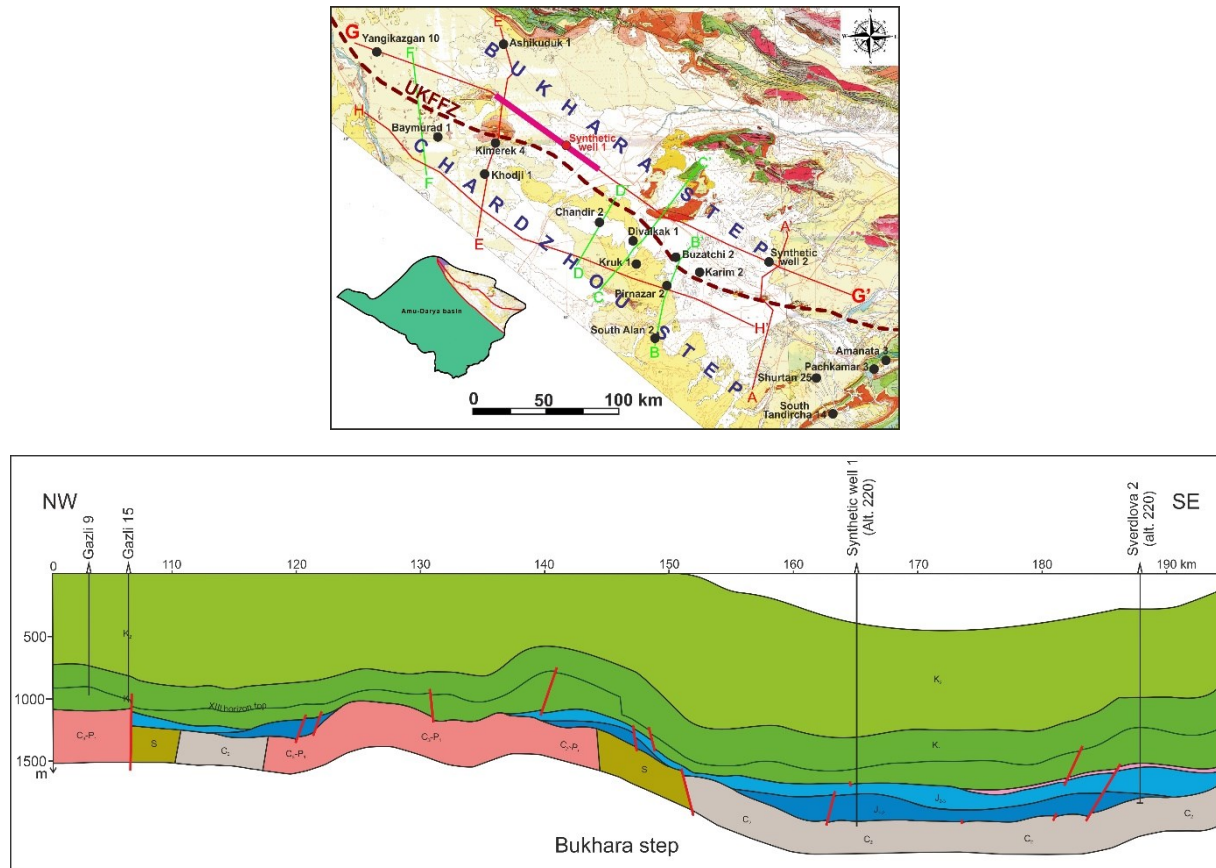 G
Yangikazgan 10
E
Ashikuduk 1
F
BUKHARA STEP
UKFFZ
H
Baymurad 1
Kimerek 4
Synthetic well 1
CHARDZHOU STEP
Khodji 1
F
C'
D'
Chandir 2
E
Divalkak 1
B'
A'
D
Kruk 1
Buzatchi 2
Synthetic well 2
Karim 2
C
Pirnazar 2
G'
H'
Amu-Darya basin
South Alan 2
B
Amanata 3
Pachkamar 3
Shurtan 25
A
South Tandircha 14
0 50 100 km
NW
Gazli 9
Gazli 15
Synthetic well 1
(Alt. 220)
Sverdlova 2
(alt. 220)
SE
0 110 120 130 140 150 160 170 180 190 km
500
K₂
K₂
1000
XIII horizon top
1500
m
S
S
Bukhara step